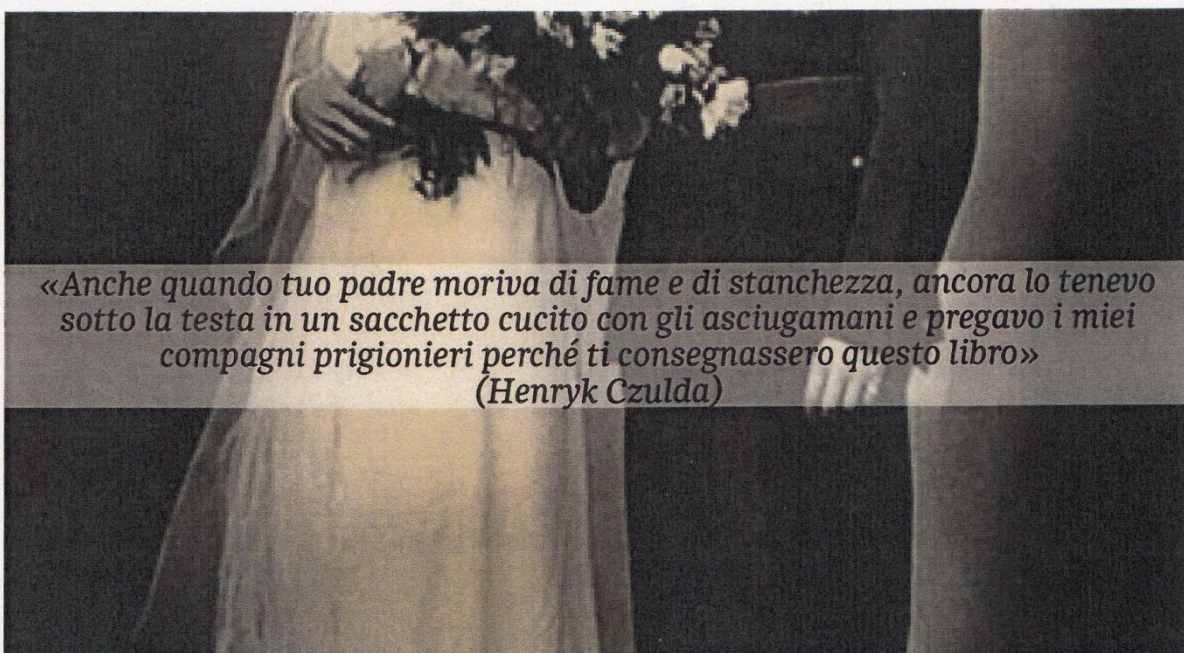 «Anche quando tuo padre moriva di fame e di stanchezza, ancora lo tenevo
sotto la testa in un sacchetto cucito con gli asciugamani e pregavo i miei
compagni prigionieri perché ti consegnassero questo libro»
(Henryk Czulda)